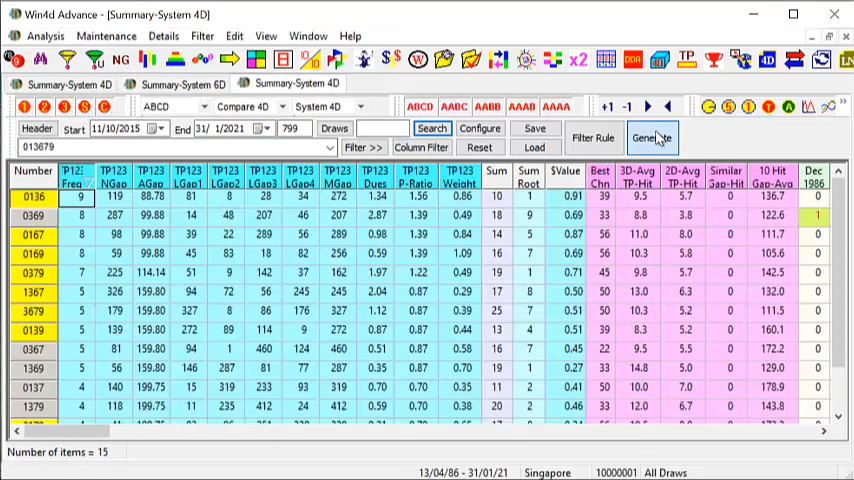 Win4d Advance - [Summary-System 4D]
Analysis Maintenance Details Filter Edit View Window Help
NG 10/10 $$ W x2 DDA 4D TP 4D LN
Summary-System 4D Summary-System 6D Summary-System 4D
1 2 3 S C ABCD Compare 4D System 4D ABCD AABC AABB AAAB AAAA +1 -1 5 1 T A
Header Start 11/10/2015 End 31/ 1/2021 799 Draws Search Configure Save Filter Rule Generate
013679 Filter >> Column Filter Reset Load
Number TP123 Freq TP123 NGap TP123 AGap TP123 LGap1 TP123 LGap2 TP123 LGap3 TP123 LGap4 TP123 MGap TP123 Dues TP123 P-Ratio TP123 Weight Sum Sum Root $Value Best Chn 3D-Avg TP-Hit 2D-Avg TP-Hit Similar Gap-Hit 10 Hit Gap-Avg Dec 1986
0136 9 119 88.78 81 8 28 34 272 1.34 1.56 0.86 10 1 0.91 39 9.5 5.7 0 136.7 0
0369 8 287 99.88 14 48 207 46 207 2.87 1.39 0.49 18 9 0.69 33 8.8 3.8 0 122.6 1
0167 8 98 99.88 39 22 289 56 289 0.98 1.39 0.84 14 5 0.87 56 11.0 8.0 0 111.7 0
0169 8 59 99.88 45 83 18 82 256 0.59 1.39 1.09 16 7 0.69 56 10.3 5.8 0 105.6 0
0379 7 225 114.14 51 9 142 37 162 1.97 1.22 0.49 19 1 0.71 45 9.8 5.7 0 142.5 0
1367 5 326 159.80 94 72 56 245 245 2.04 0.87 0.29 17 8 0.50 50 13.0 6.3 0 132.0 0
3679 5 179 159.80 327 8 86 176 327 1.12 0.87 0.39 25 7 0.51 50 10.3 5.2 0 111.5 0
0139 5 139 159.80 272 89 114 9 272 0.87 0.87 0.44 13 4 0.51 39 8.3 5.2 0 160.1 0
0367 5 81 159.80 94 1 460 124 460 0.51 0.87 0.58 16 7 0.45 22 9.5 5.5 0 172.2 0
1369 5 56 159.80 146 287 81 77 287 0.35 0.87 0.70 19 1 0.27 33 14.8 5.0 0 129.0 0
0137 4 140 199.75 15 319 233 93 319 0.70 0.70 0.35 11 2 0.41 50 10.0 7.0 0 178.9 0
1379 4 118 199.75 11 235 412 24 412 0.59 0.70 0.38 20 2 0.46 33 12.0 6.7 0 143.8 0
Number of items = 15
13/04/86 - 31/01/21 Singapore 10000001 All Draws